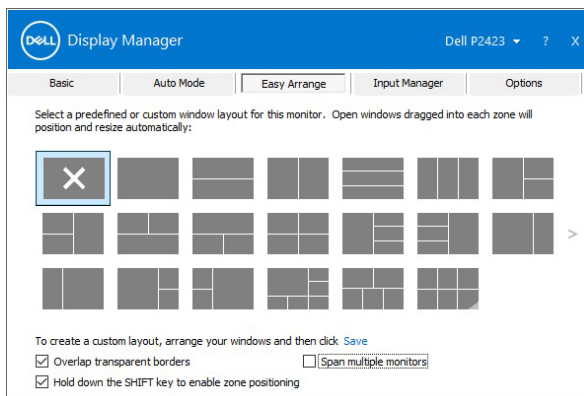 DELL Display Manager Dell P2423 ? X
Basic Auto Mode Easy Arrange Input Manager Options
Select a predefined or custom window layout for this monitor. Open windows dragged into each zone will
position and resize automatically:
To create a custom layout, arrange your windows and then click Save
Overlap transparent borders Span multiple monitors
Hold down the SHIFT key to enable zone positioning